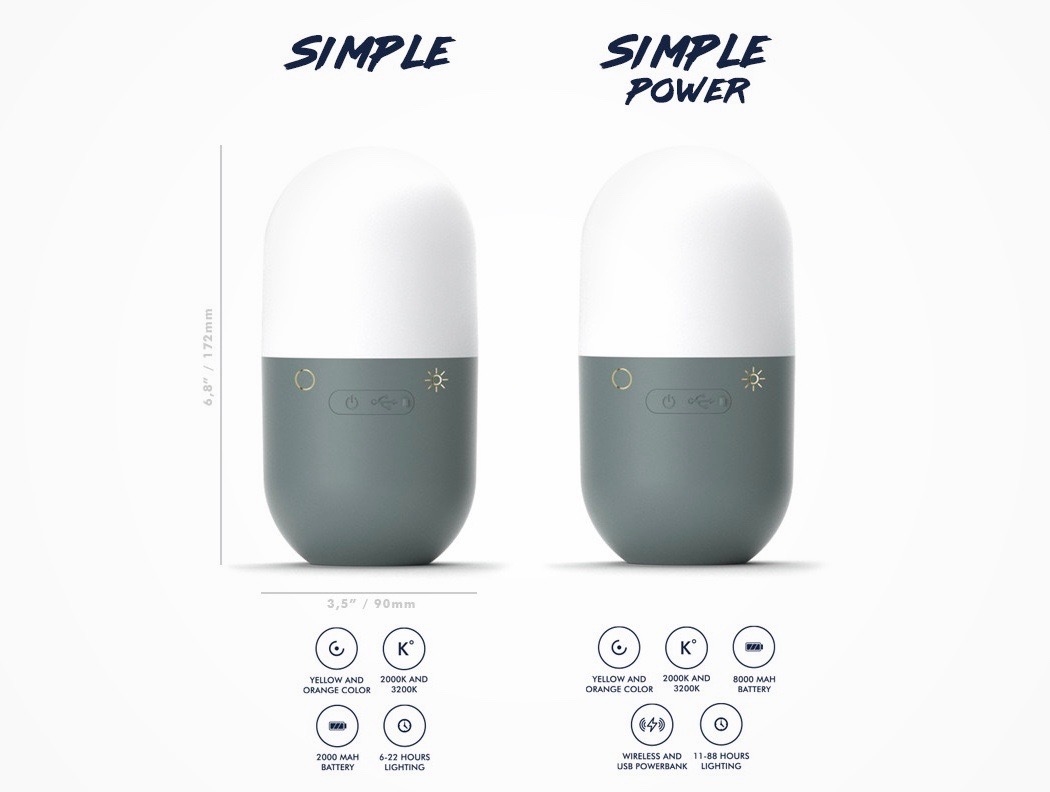 SIMPLE
SIMPLE
POWER
6,8” / 172mm
3,5” / 90mm
YELLOW AND
ORANGE COLOR
2000K AND
3200K
2000 MAH
BATTERY
6-22 HOURS
LIGHTING
YELLOW AND
ORANGE COLOR
2000K AND
3200K
8000 MAH
BATTERY
WIRELESS AND
USB POWERBANK
11-88 HOURS
LIGHTING
K°
K°